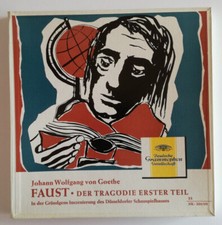 Deutsche
Grammophon
Gesellschaft
Johann Wolfgang von Goethe
FAUST · DER TRAGÖDIE ERSTER TEIL
In der Gründgens-Inszenierung des Düsseldorfer Schauspielhauses